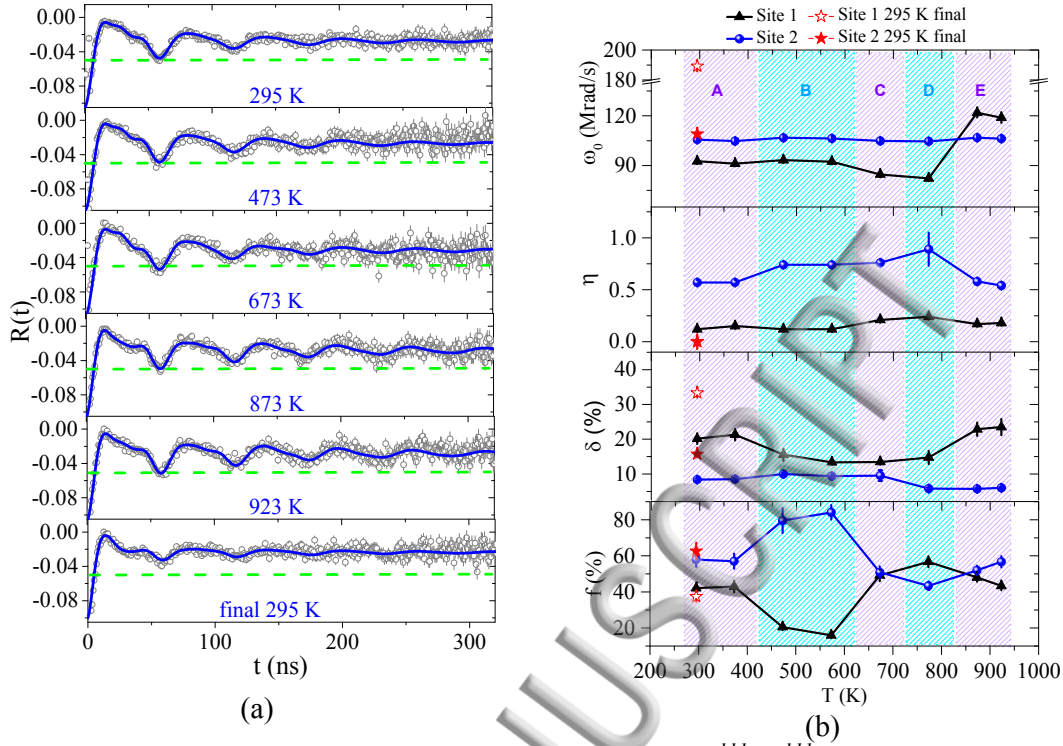 0.00
-0.04
-0.08
295 K
0.00
-0.04
-0.08
473 K
0.00
-0.04
-0.08
673 K
0.00
-0.04
-0.08
873 K
0.00
-0.04
-0.08
923 K
0.00
-0.04
-0.08
final 295 K
R(t)
0 50 100 150 200 250 300
t (ns)
(a)
Site 1 Site 1 295 K final
Site 2 Site 2 295 K final
200
180
120
90
ω₀ (Mrad/s)
A B C D E
1.0
0.5
0.0
η
40
30
20
10
δ (%)
80
60
40
20
f (%)
200 300 400 500 600 700 800 900 1000
T (K)
(b)
USCRIPT